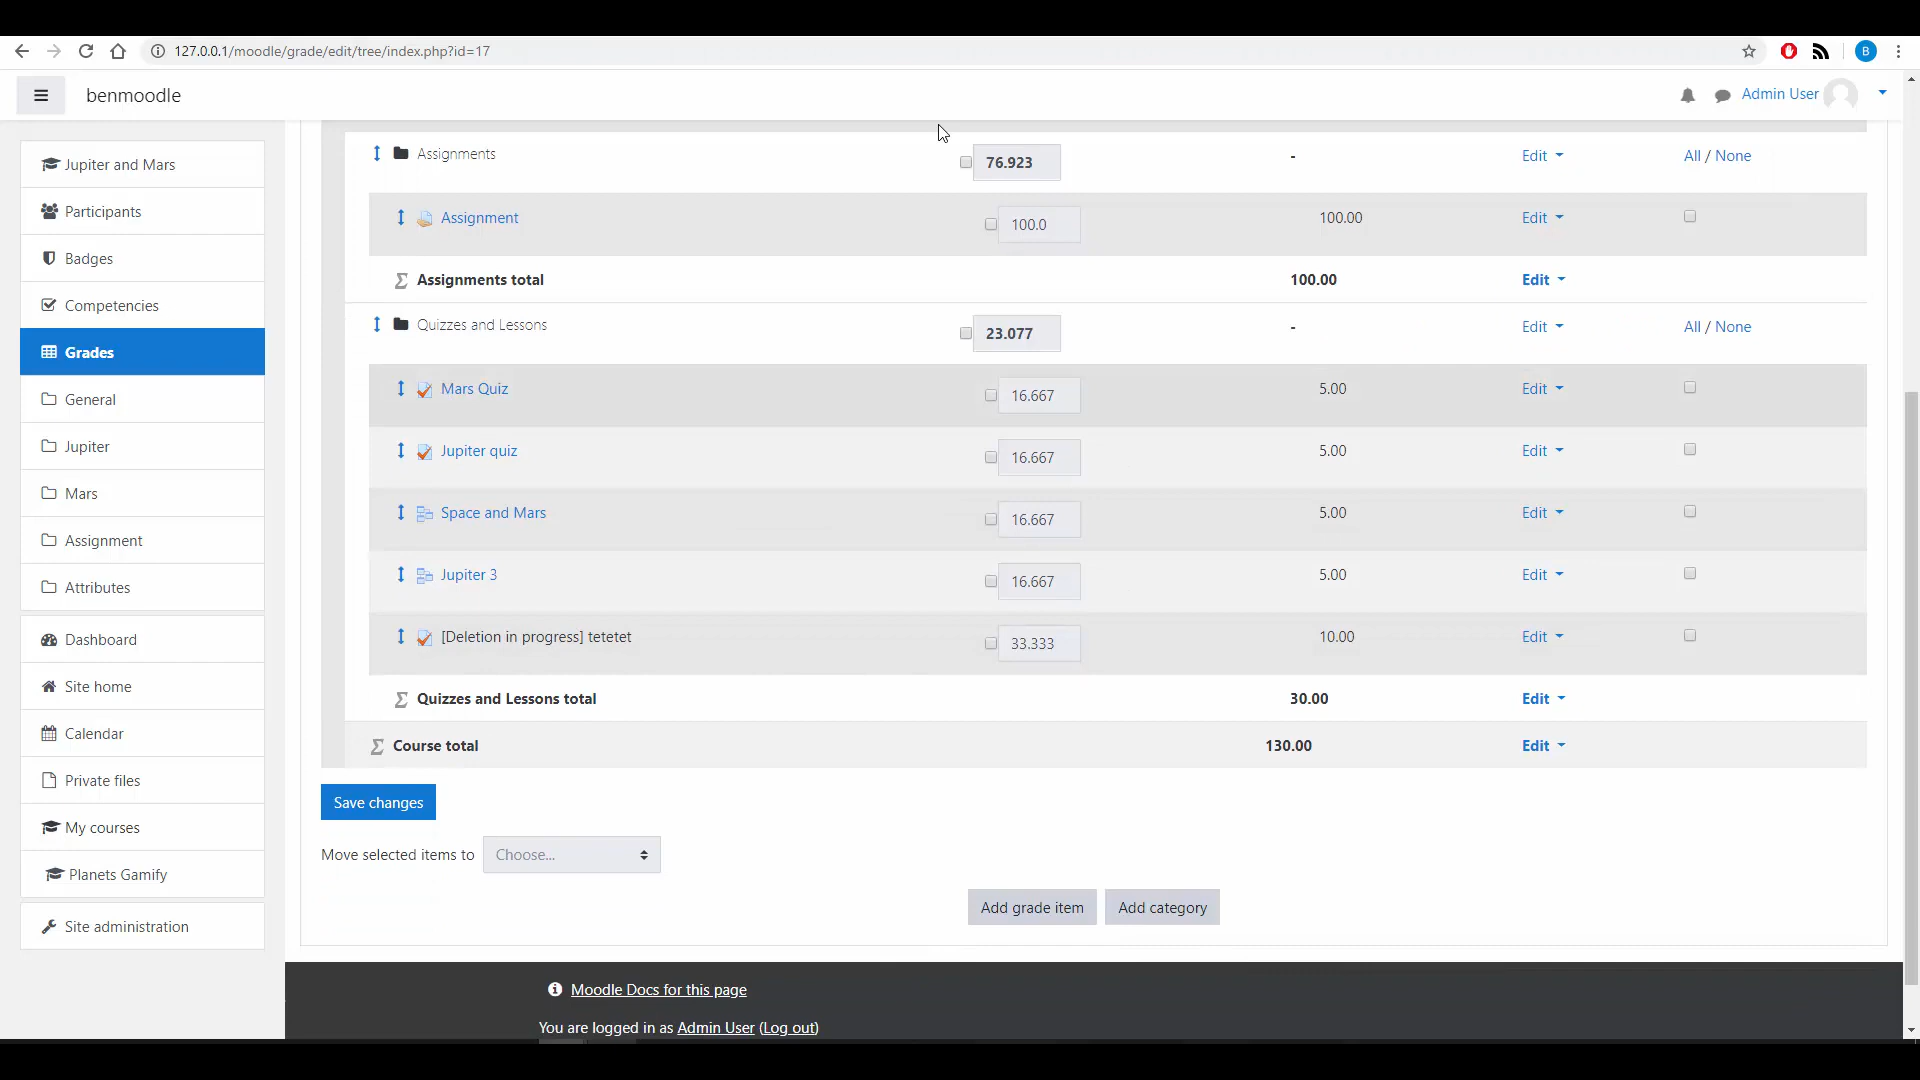 127.0.0.1/moodle/grade/edit/tree/index.php?id=17
B
benmoodle
Admin User
Jupiter and Mars
Participants
Badges
Competencies
Grades
General
Jupiter
Mars
Assignment
Attributes
Dashboard
Site home
Calendar
Private files
My courses
Planets Gamify
Site administration
Assignments 76.923 - Edit All / None
Assignment 100.0 100.00 Edit
Σ Assignments total 100.00 Edit
Quizzes and Lessons 23.077 - Edit All / None
Mars Quiz 16.667 5.00 Edit
Jupiter quiz 16.667 5.00 Edit
Space and Mars 16.667 5.00 Edit
Jupiter 3 16.667 5.00 Edit
[Deletion in progress] tetetet 33.333 10.00 Edit
Σ Quizzes and Lessons total 30.00 Edit
Σ Course total 130.00 Edit
Save changes
Move selected items to Choose...
Add grade item Add category
Moodle Docs for this page
You are logged in as Admin User (Log out)